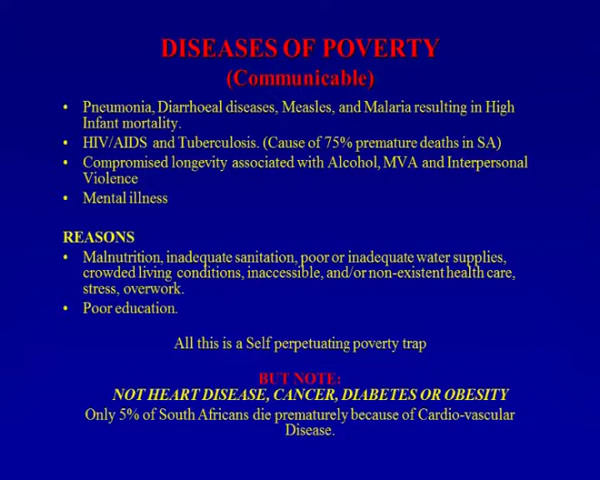 DISEASES OF POVERTY
(Communicable)
• Pneumonia, Diarrhoeal diseases, Measles, and Malaria resulting in High
Infant mortality.
• HIV/AIDS and Tuberculosis. (Cause of 75% premature deaths in SA)
• Compromised longevity associated with Alcohol, MVA and Interpersonal
Violence
• Mental illness
REASONS
• Malnutrition, inadequate sanitation, poor or inadequate water supplies,
crowded living conditions, inaccessible, and/or non-existent health care,
stress, overwork.
• Poor education.
All this is a Self perpetuating poverty trap
BUT NOTE:
NOT HEART DISEASE, CANCER, DIABETES OR OBESITY
Only 5% of South Africans die prematurely because of Cardio-vascular
Disease.